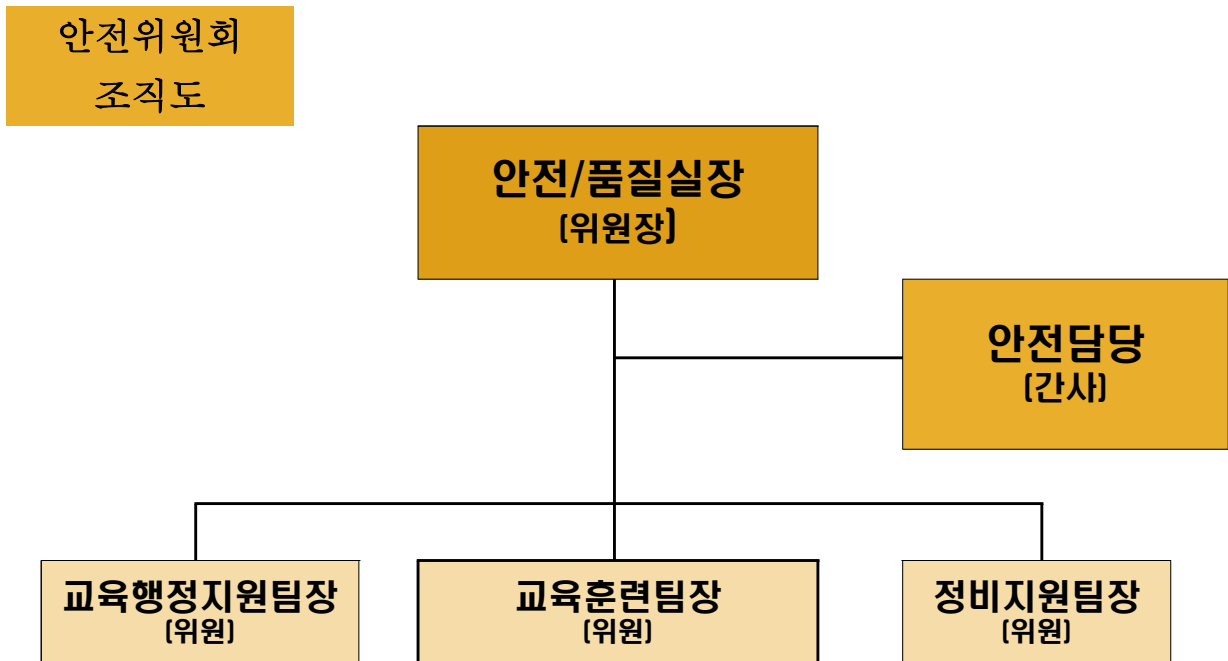 안전위원회
조직도
안전/품질실장
(위원장)
안전담당
(간사)
교육행정지원팀장
(위원)
교육훈련팀장
(위원)
정비지원팀장
(위원)